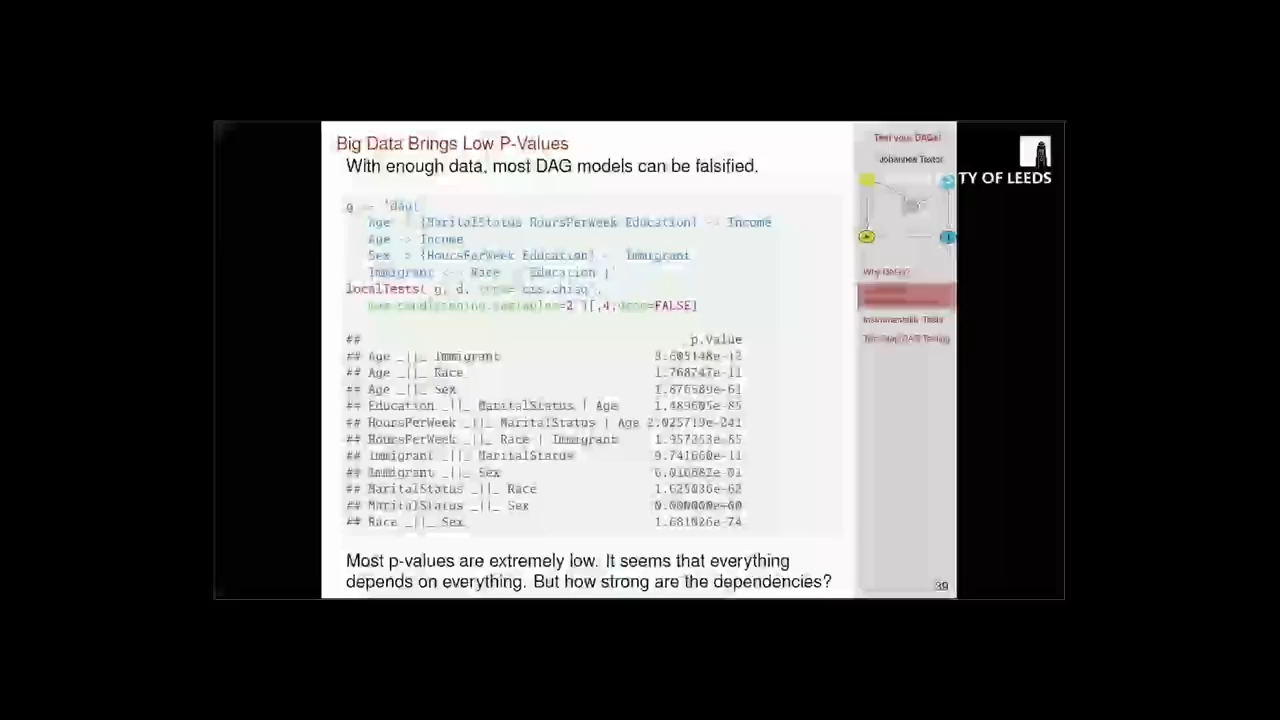 Big Data Brings Low P-Values
With enough data, most DAG models can be falsified.
g <- 'dag{
Age -> {MaritalStatus HoursPerWeek Education} -> Income
Age -> Income
Sex -> {HoursPerWeek Education} <- Immigrant
Immigrant <- Race Education }'
localTests( g, d, "cis.chisq",
max.conditioning.variables=2 )[,4,drop=FALSE]
## p.Value
## Age _||_ Immigrant
## Age _||_ Race 1.768747e-11
## Age _||_ Sex 1.876589e-61
## Education _||_ MaritalStatus | Age 1.489605e-85
## HoursPerWeek _||_ MaritalStatus | Age 2.025719e-241
## HoursPerWeek _||_ Race | Immigrant
## Immigrant _||_ MaritalStatus 9.741660e-11
## Immigrant _||_ Sex
## MaritalStatus _||_ Race 1.625036e-62
## MaritalStatus _||_ Sex 0.000000e+00
## Race _||_ Sex 1.681026e-74
Most p-values are extremely low. It seems that everything
depends on everything. But how strong are the dependencies?
Test your DAGs!
Johannes Textor
TY OF LEEDS
Why DAGs?
Instrumentality Tests
Two-Step DAG Testing
39